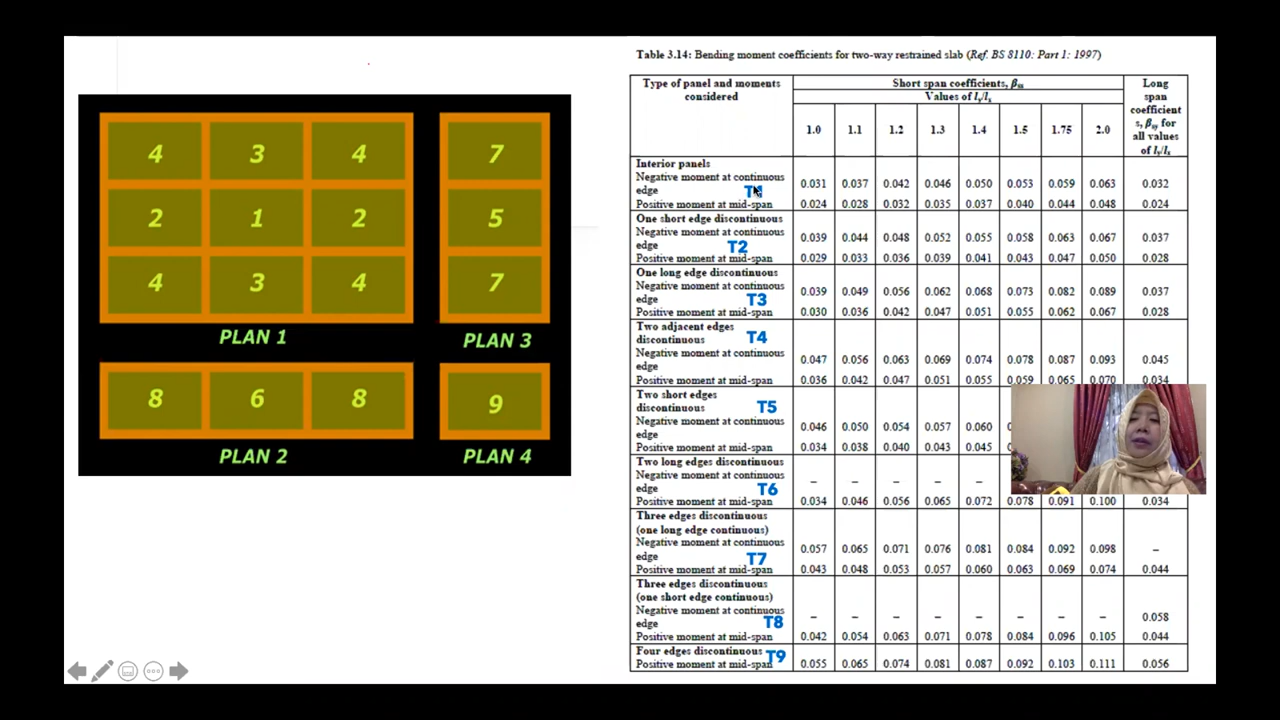 4 3 4
2 1 2
4 3 4
PLAN 1
7
5
7
PLAN 3
8 6 8
PLAN 2
9
PLAN 4
Table 3.14: Bending moment coefficients for two-way restrained slab (Ref. BS 8110: Part 1: 1997)
Type of panel and moments considered
Short span coefficients, βsx
Values of ly/lx
1.0 1.1 1.2 1.3 1.4 1.5 1.75 2.0
Long
span
coefficient
s, βsy for
all values
of ly/lx
Interior panels
Negative moment at continuous
edge T1 0.031 0.037 0.042 0.046 0.050 0.053 0.059 0.063 0.032
Positive moment at mid-span 0.024 0.028 0.032 0.035 0.037 0.040 0.044 0.048 0.024
One short edge discontinuous
Negative moment at continuous
edge T2 0.039 0.044 0.048 0.052 0.055 0.058 0.063 0.067 0.037
Positive moment at mid-span 0.029 0.033 0.036 0.039 0.041 0.043 0.047 0.050 0.028
One long edge discontinuous
Negative moment at continuous
edge T3 0.039 0.049 0.056 0.062 0.068 0.073 0.082 0.089 0.037
Positive moment at mid-span 0.030 0.036 0.042 0.047 0.051 0.055 0.062 0.067 0.028
Two adjacent edges
discontinuous T4
Negative moment at continuous
edge 0.047 0.056 0.063 0.069 0.074 0.078 0.087 0.093 0.045
Positive moment at mid-span 0.036 0.042 0.047 0.051 0.055 0.059 0.065 0.070 0.034
Two short edges
discontinuous T5
Negative moment at continuous
edge 0.046 0.050 0.054 0.057 0.060
Positive moment at mid-span 0.034 0.038 0.040 0.043 0.045
Two long edges discontinuous
Negative moment at continuous
edge T6 – – – – –
Positive moment at mid-span 0.034 0.046 0.056 0.065 0.072 0.078 0.091 0.100 0.034
Three edges discontinuous
(one long edge continuous)
Negative moment at continuous
edge T7 0.057 0.065 0.071 0.076 0.081 0.084 0.092 0.098 –
Positive moment at mid-span 0.043 0.048 0.053 0.057 0.060 0.063 0.069 0.074 0.044
Three edges discontinuous
(one short edge continuous)
Negative moment at continuous
edge T8 – – – – – – – – 0.058
Positive moment at mid-span 0.042 0.054 0.063 0.071 0.078 0.084 0.096 0.105 0.044
Four edges discontinuous T9
Positive moment at mid-span 0.055 0.065 0.074 0.081 0.087 0.092 0.103 0.111 0.056